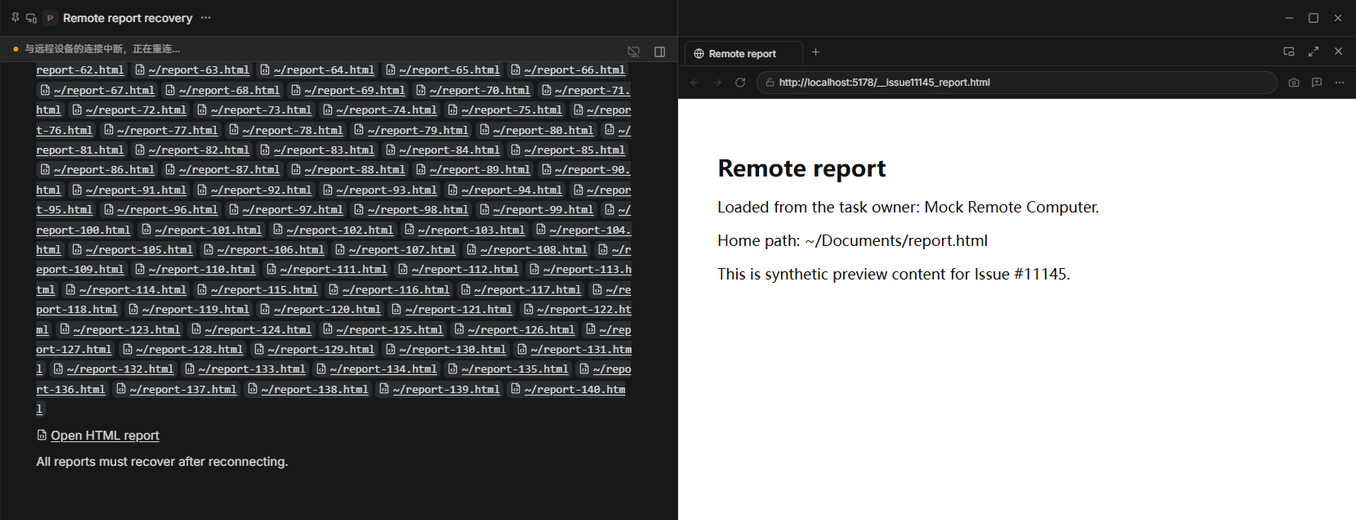 P Remote report recovery ...
与远程设备的连接中断，正在重连...
report-62.html ~/report-63.html ~/report-64.html ~/report-65.html ~/report-66.html
~/report-67.html ~/report-68.html ~/report-69.html ~/report-70.html ~/report-71.
html ~/report-72.html ~/report-73.html ~/report-74.html ~/report-75.html ~/repor
t-76.html ~/report-77.html ~/report-78.html ~/report-79.html ~/report-80.html ~/
report-81.html ~/report-82.html ~/report-83.html ~/report-84.html ~/report-85.html
~/report-86.html ~/report-87.html ~/report-88.html ~/report-89.html ~/report-90.
html ~/report-91.html ~/report-92.html ~/report-93.html ~/report-94.html ~/repor
t-95.html ~/report-96.html ~/report-97.html ~/report-98.html ~/report-99.html ~/
report-100.html ~/report-101.html ~/report-102.html ~/report-103.html ~/report-104.
html ~/report-105.html ~/report-106.html ~/report-107.html ~/report-108.html ~/r
eport-109.html ~/report-110.html ~/report-111.html ~/report-112.html ~/report-113.h
tml ~/report-114.html ~/report-115.html ~/report-116.html ~/report-117.html ~/re
port-118.html ~/report-119.html ~/report-120.html ~/report-121.html ~/report-122.ht
ml ~/report-123.html ~/report-124.html ~/report-125.html ~/report-126.html ~/rep
ort-127.html ~/report-128.html ~/report-129.html ~/report-130.html ~/report-131.htm
l ~/report-132.html ~/report-133.html ~/report-134.html ~/report-135.html ~/repo
rt-136.html ~/report-137.html ~/report-138.html ~/report-139.html ~/report-140.htm
l
Open HTML report
All reports must recover after reconnecting.
Remote report
http://localhost:5178/__issue11145_report.html
Remote report
Loaded from the task owner: Mock Remote Computer.
Home path: ~/Documents/report.html
This is synthetic preview content for Issue #11145.